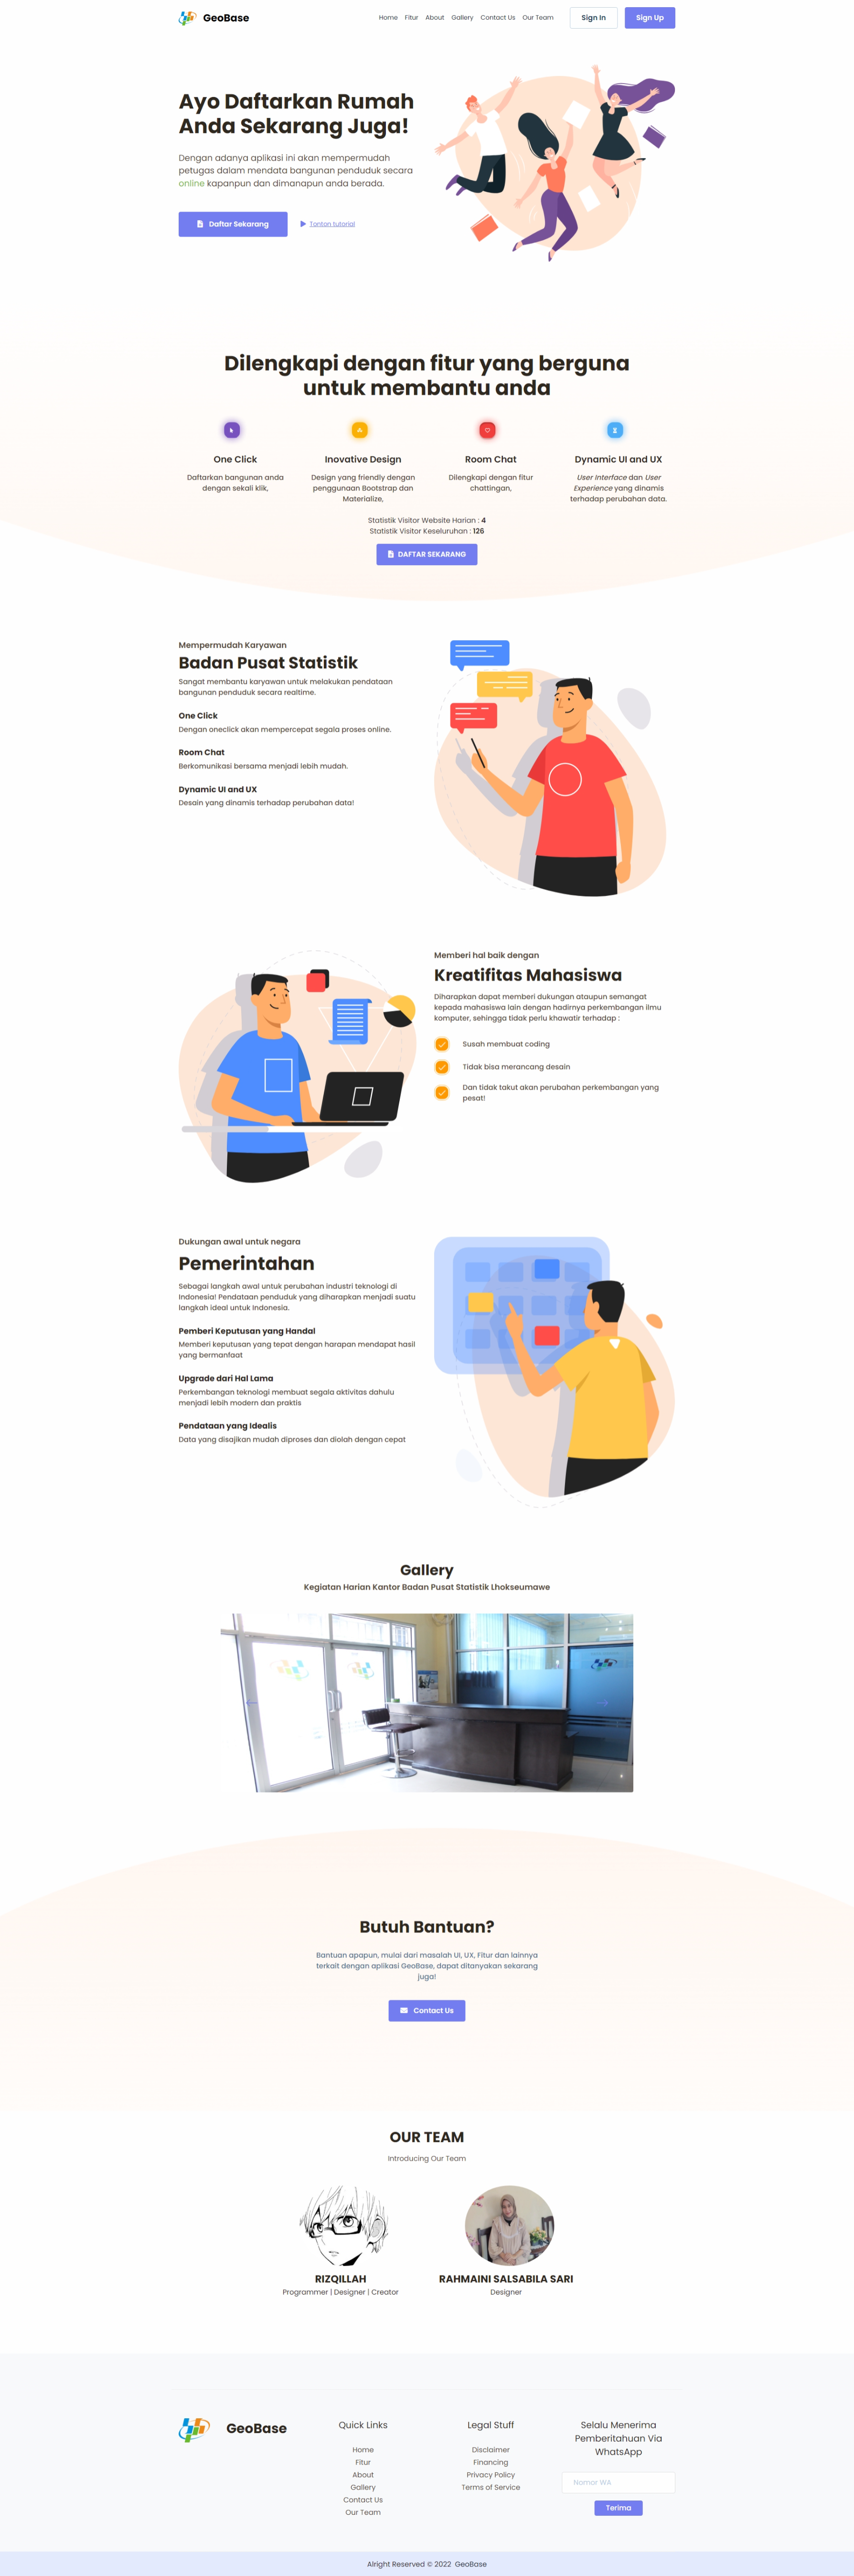 GeoBase
Home Fitur About Gallery Contact Us Our Team
Sign In
Sign Up
Ayo Daftarkan Rumah
Anda Sekarang Juga!
Dengan adanya aplikasi ini akan mempermudah
petugas dalam mendata bangunan penduduk secara
online kapanpun dan dimanapun anda berada.
Daftar Sekarang
Tonton tutorial
Dilengkapi dengan fitur yang berguna
untuk membantu anda
One Click
Daftarkan bangunan anda
dengan sekali klik,
Inovative Design
Design yang friendly dengan
penggunaan Bootstrap dan
Materialize,
Room Chat
Dilengkapi dengan fitur
chattingan,
Dynamic UI and UX
User Interface dan User
Experience yang dinamis
terhadap perubahan data.
Statistik Visitor Website Harian : 4
Statistik Visitor Keseluruhan : 126
DAFTAR SEKARANG
Mempermudah Karyawan
Badan Pusat Statistik
Sangat membantu karyawan untuk melakukan pendataan
bangunan penduduk secara realtime.
One Click
Dengan oneclick akan mempercepat segala proses online.
Room Chat
Berkomunikasi bersama menjadi lebih mudah.
Dynamic UI and UX
Desain yang dinamis terhadap perubahan data!
Memberi hal baik dengan
Kreatifitas Mahasiswa
Diharapkan dapat memberi dukungan ataupun semangat
kepada mahasiswa lain dengan hadirnya perkembangan ilmu
komputer, sehingga tidak perlu khawatir terhadap :
Susah membuat coding
Tidak bisa merancang desain
Dan tidak takut akan perubahan perkembangan yang
pesat!
Dukungan awal untuk negara
Pemerintahan
Sebagai langkah awal untuk perubahan industri teknologi di
Indonesia! Pendataan penduduk yang diharapkan menjadi suatu
langkah ideal untuk Indonesia.
Pemberi Keputusan yang Handal
Memberi keputusan yang tepat dengan harapan mendapat hasil
yang bermanfaat
Upgrade dari Hal Lama
Perkembangan teknologi membuat segala aktivitas dahulu
menjadi lebih modern dan praktis
Pendataan yang Idealis
Data yang disajikan mudah diproses dan diolah dengan cepat
Gallery
Kegiatan Harian Kantor Badan Pusat Statistik Lhokseumawe
Butuh Bantuan?
Bantuan apapun, mulai dari masalah UI, UX, Fitur dan lainnya
terkait dengan aplikasi GeoBase, dapat ditanyakan sekarang
juga!
Contact Us
OUR TEAM
Introducing Our Team
RIZQILLAH
Programmer | Designer | Creator
RAHMAINI SALSABILA SARI
Designer
GeoBase
Quick Links
Home
Fitur
About
Gallery
Contact Us
Our Team
Legal Stuff
Disclaimer
Financing
Privacy Policy
Terms of Service
Selalu Menerima
Pemberitahuan Via
WhatsApp
Nomor WA
Terima
Alright Reserved © 2022 GeoBase